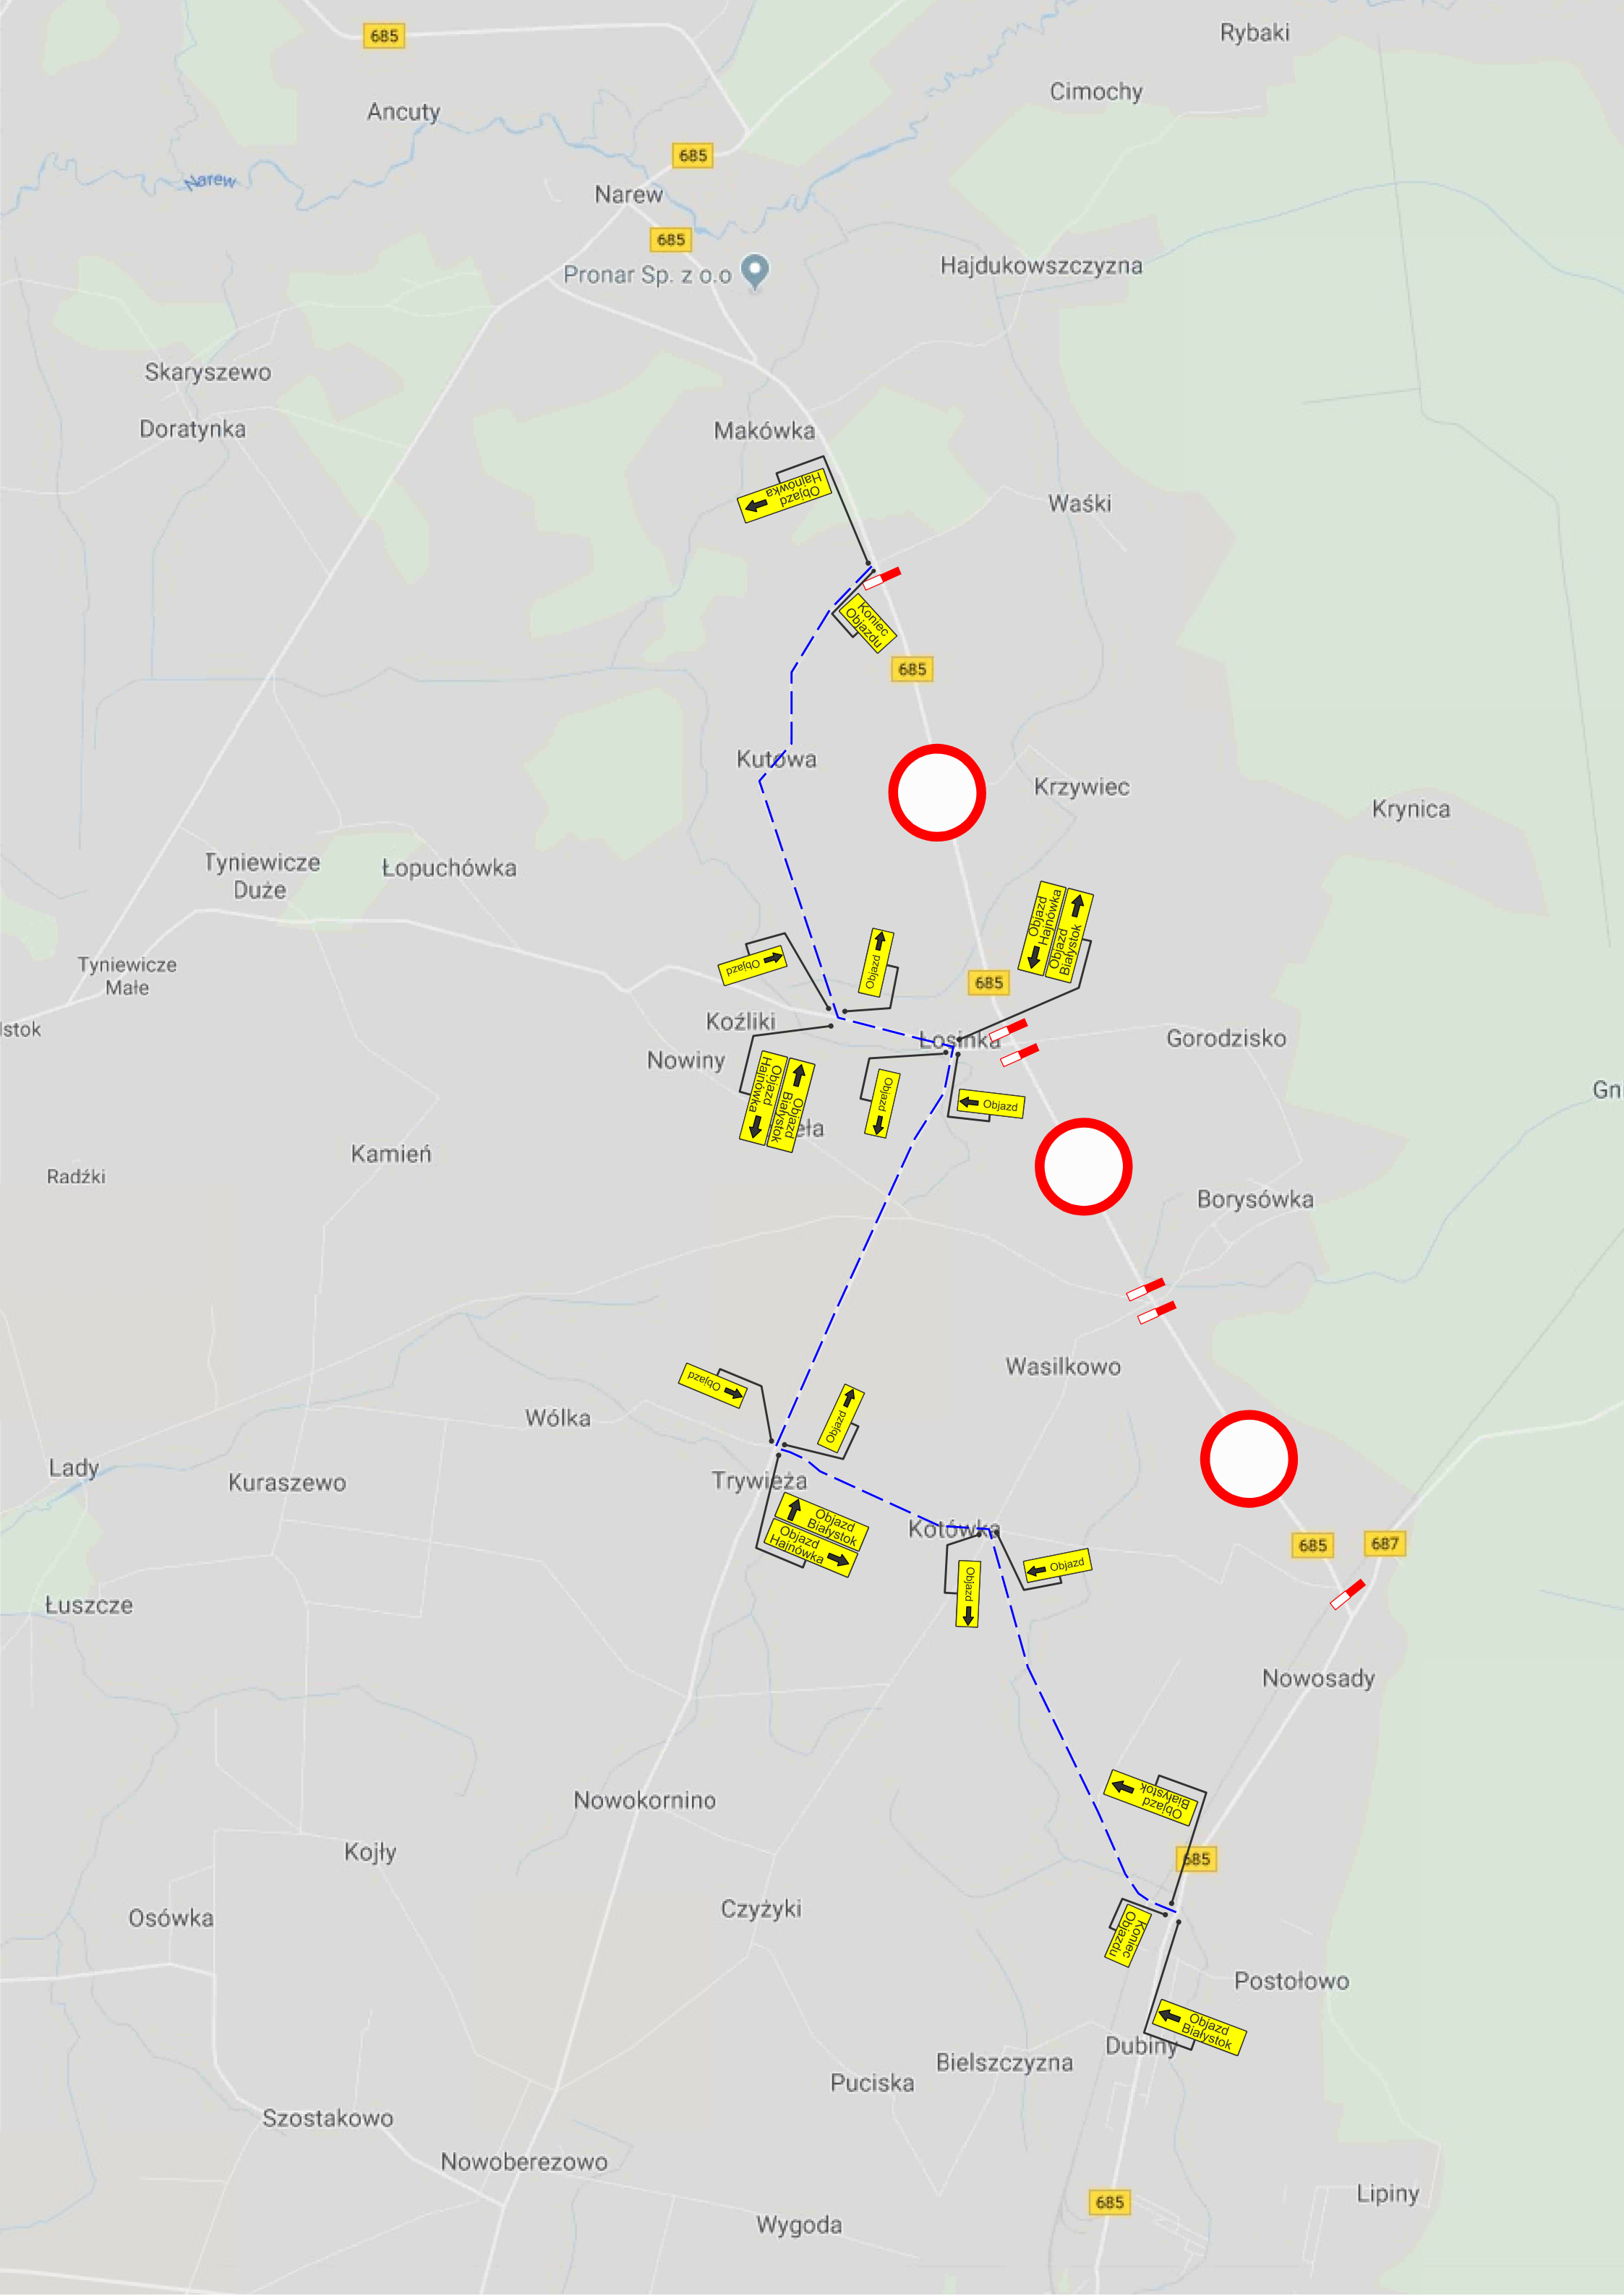 685
Rybaki
Cimochy
Ancuty
685
Narew
Narew
685
Pronar Sp. z o.o
Hajdukowszczyzna
Skaryszewo
Doratynka
Makówka
Objazd
Hajnówka
Waśki
Koniec
Objazdu
685
Kutowa
Krzywiec
Krynica
Tyniewicze
Duże
Łopuchówka
Objazd
Hajnówka
Objazd
Białystok
Objazd
Objazd
Tyniewicze
Małe
685
Koźliki
stok
Łosinka
Gorodzisko
Nowiny
Gn
Objazd
Białystok
Objazd
Hajnówka
Objazd
Objazd
eła
Kamień
Radźki
Borysówka
Wasilkowo
Objazd
Objazd
Wólka
Lady
Kuraszewo
Trywieża
Objazd
Białystok
Objazd
Hajnówka
Kotówka
Objazd
Objazd
685
687
Łuszcze
Nowosady
Objazd
Białystok
Nowokornino
Kojły
685
Osówka
Czyżyki
Koniec
Objazdu
Postołowo
Objazd
Białystok
Dubiny
Bielszczyzna
Puciska
Szostakowo
Nowoberezowo
Lipiny
685
Wygoda